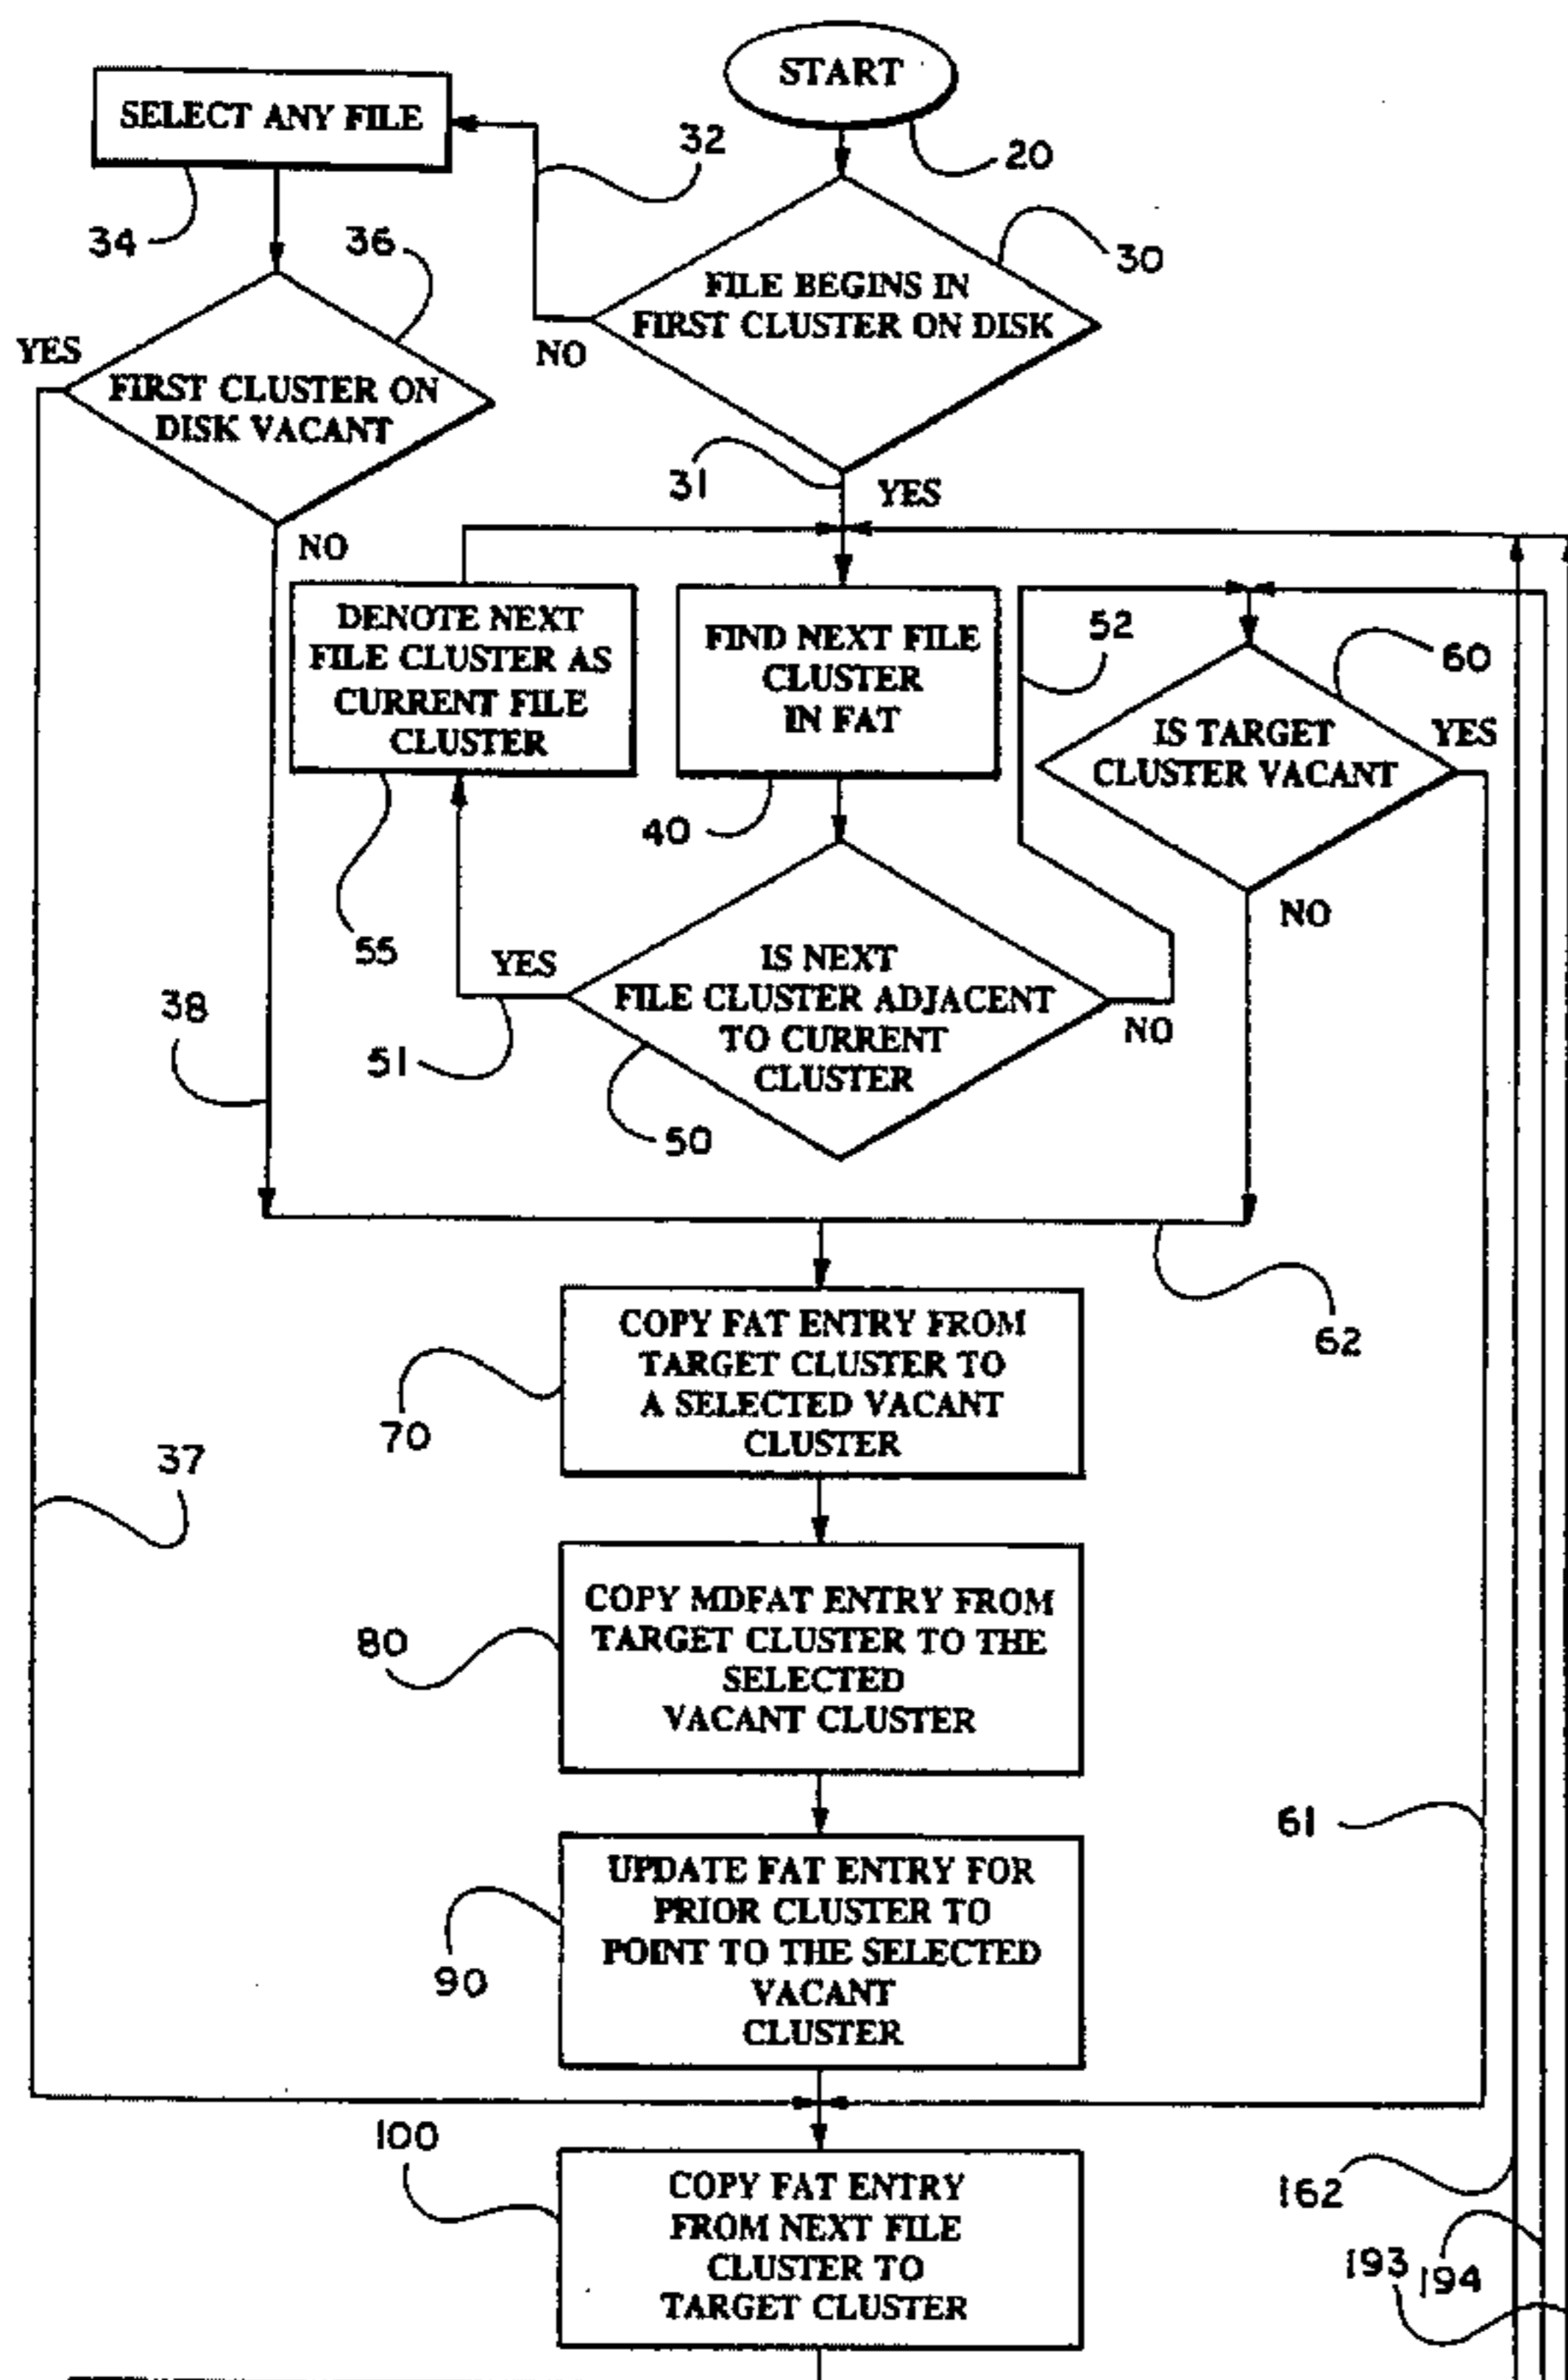 START
20
SELECT ANY FILE
32
34
36
30
FILE BEGINS IN
FIRST CLUSTER ON DISK
NO
YES
FIRST CLUSTER ON
DISK VACANT
31
YES
NO
DENOTE NEXT
FILE CLUSTER AS
CURRENT FILE
CLUSTER
FIND NEXT FILE
CLUSTER
IN FAT
52
60
IS TARGET
CLUSTER VACANT
YES
40
NO
55
YES
IS NEXT
FILE CLUSTER ADJACENT
TO CURRENT
CLUSTER
NO
38
51
50
62
COPY FAT ENTRY FROM
TARGET CLUSTER TO
A SELECTED VACANT
CLUSTER
70
37
COPY MDFAT ENTRY FROM
TARGET CLUSTER TO THE
SELECTED
VACANT CLUSTER
80
61
UPDATE FAT ENTRY FOR
PRIOR CLUSTER TO
POINT TO THE SELECTED
VACANT
CLUSTER
90
100
COPY FAT ENTRY
FROM NEXT FILE
CLUSTER TO
TARGET CLUSTER
162
193
194